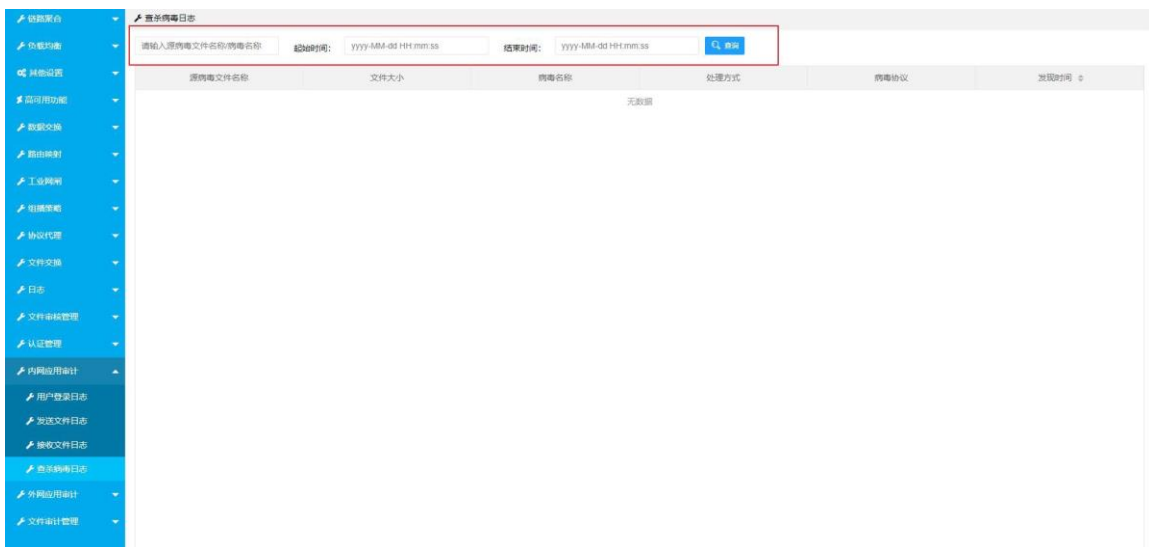 链路聚合
查杀病毒日志
负载均衡
请输入源病毒文件名称/病毒名称 起始时间: yyyy-MM-dd HH:mm:ss 结束时间: yyyy-MM-dd HH:mm:ss 查询
其他设置
源病毒文件名称 文件大小 病毒名称 处理方式 病毒协议 发现时间
高可用功能
无数据
数据交换
路由映射
工业网闸
组播策略
协议代理
文件交换
日志
文件审核管理
认证管理
内网应用审计
用户登录日志
发送文件日志
接收文件日志
查杀病毒日志
外网应用审计
文件审计管理